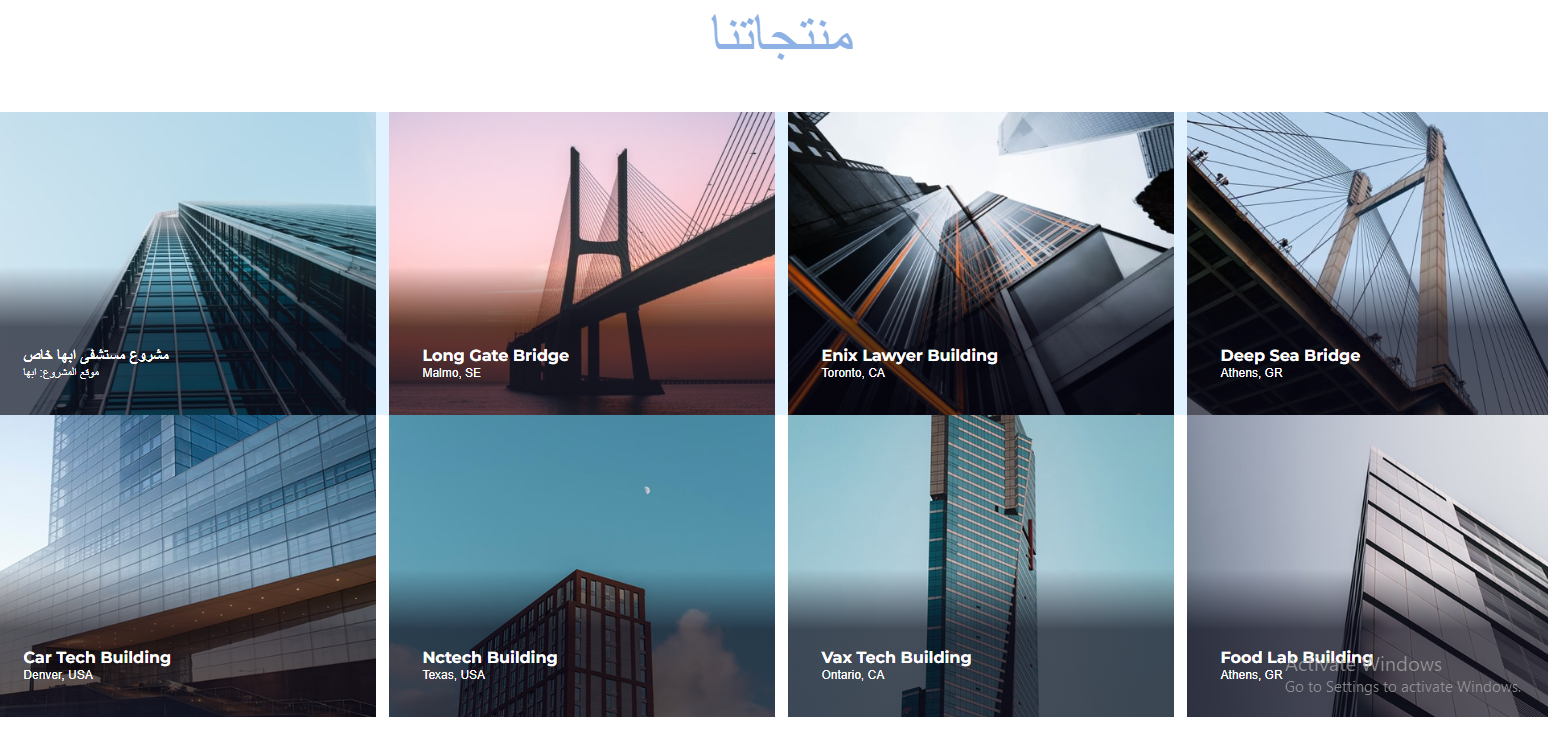 منتجاتنا
مشروع مستشفى ابها خاص
موقع المشروع: ابها
Long Gate Bridge
Malmo, SE
Enix Lawyer Building
Toronto, CA
Deep Sea Bridge
Athens, GR
Car Tech Building
Denver, USA
Nctech Building
Texas, USA
Vax Tech Building
Ontario, CA
Food Lab Building
Athens, GR
Activate Windows
Go to Settings to activate Windows.